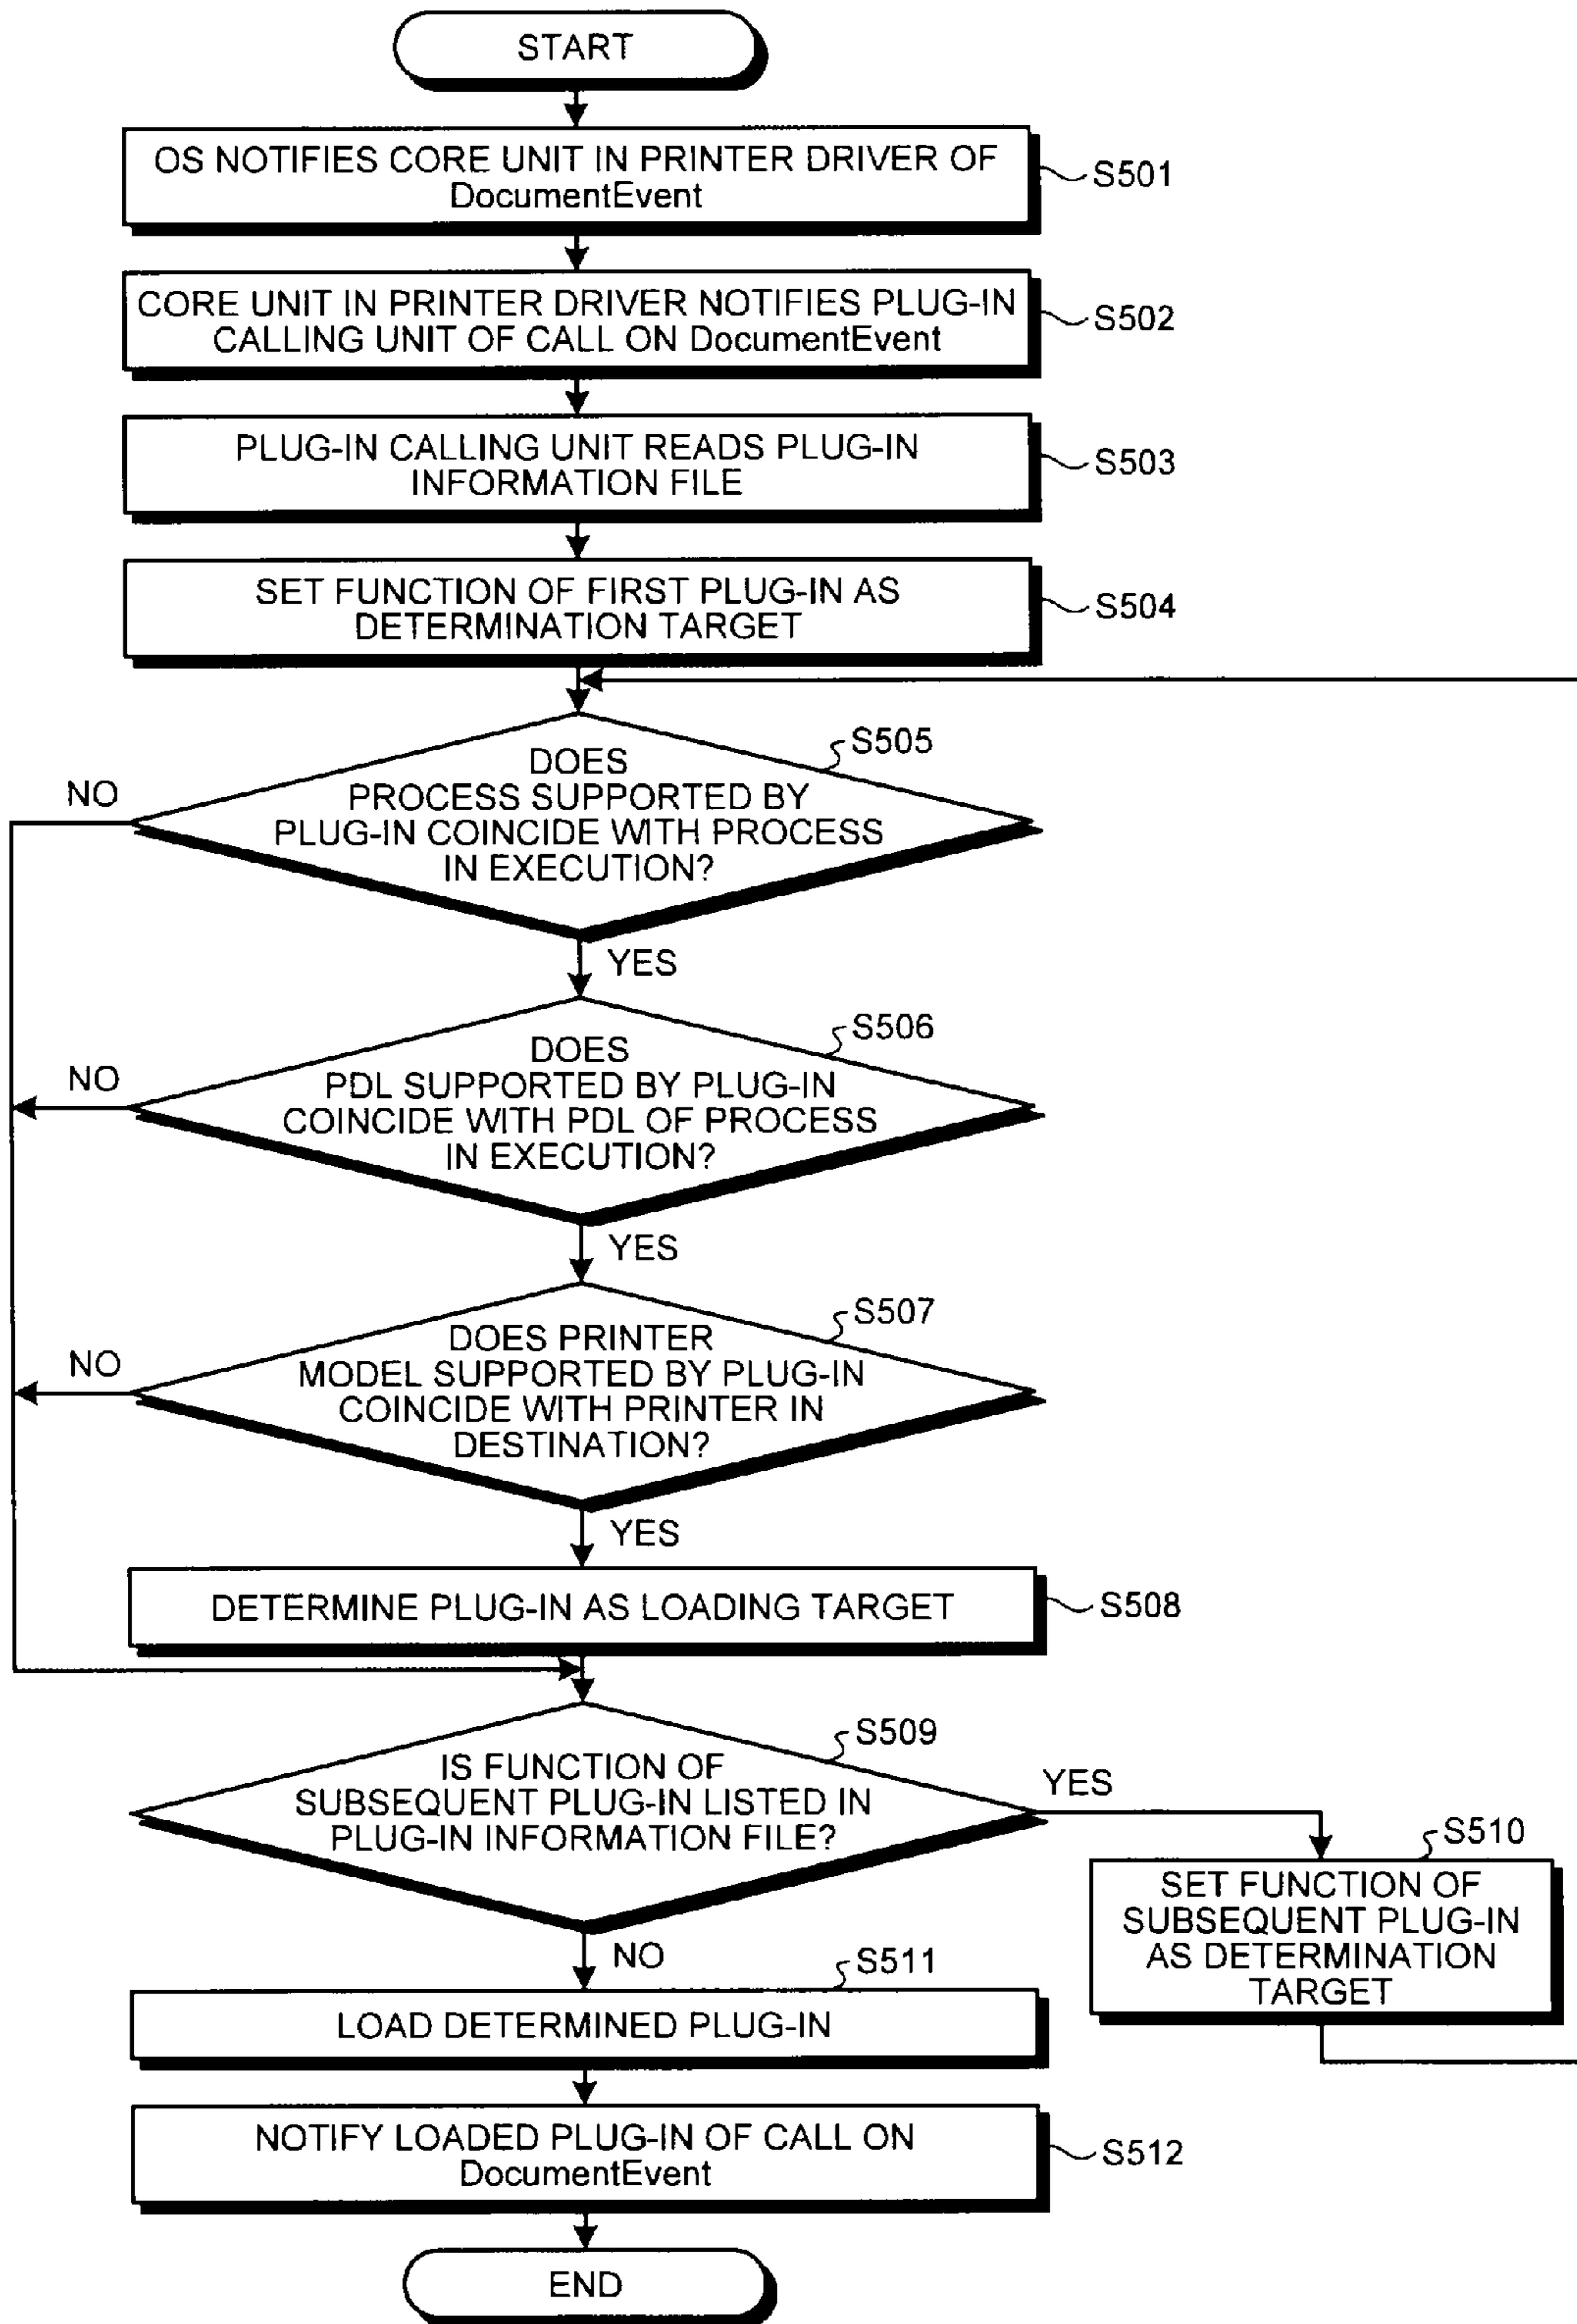 START
OS NOTIFIES CORE UNIT IN PRINTER DRIVER OF
DocumentEvent
S501
CORE UNIT IN PRINTER DRIVER NOTIFIES PLUG-IN
CALLING UNIT OF CALL ON DocumentEvent
S502
PLUG-IN CALLING UNIT READS PLUG-IN
INFORMATION FILE
S503
SET FUNCTION OF FIRST PLUG-IN AS
DETERMINATION TARGET
S504
S505
DOES
PROCESS SUPPORTED BY
PLUG-IN COINCIDE WITH PROCESS
IN EXECUTION?
NO
YES
S506
DOES
PDL SUPPORTED BY PLUG-IN
COINCIDE WITH PDL OF PROCESS
IN EXECUTION?
NO
YES
S507
DOES PRINTER
MODEL SUPPORTED BY PLUG-IN
COINCIDE WITH PRINTER IN
DESTINATION?
NO
YES
DETERMINE PLUG-IN AS LOADING TARGET
S508
S509
IS FUNCTION OF
SUBSEQUENT PLUG-IN LISTED IN
PLUG-IN INFORMATION FILE?
YES
S510
SET FUNCTION OF
SUBSEQUENT PLUG-IN
AS DETERMINATION
TARGET
NO
S511
LOAD DETERMINED PLUG-IN
NOTIFY LOADED PLUG-IN OF CALL ON
DocumentEvent
S512
END